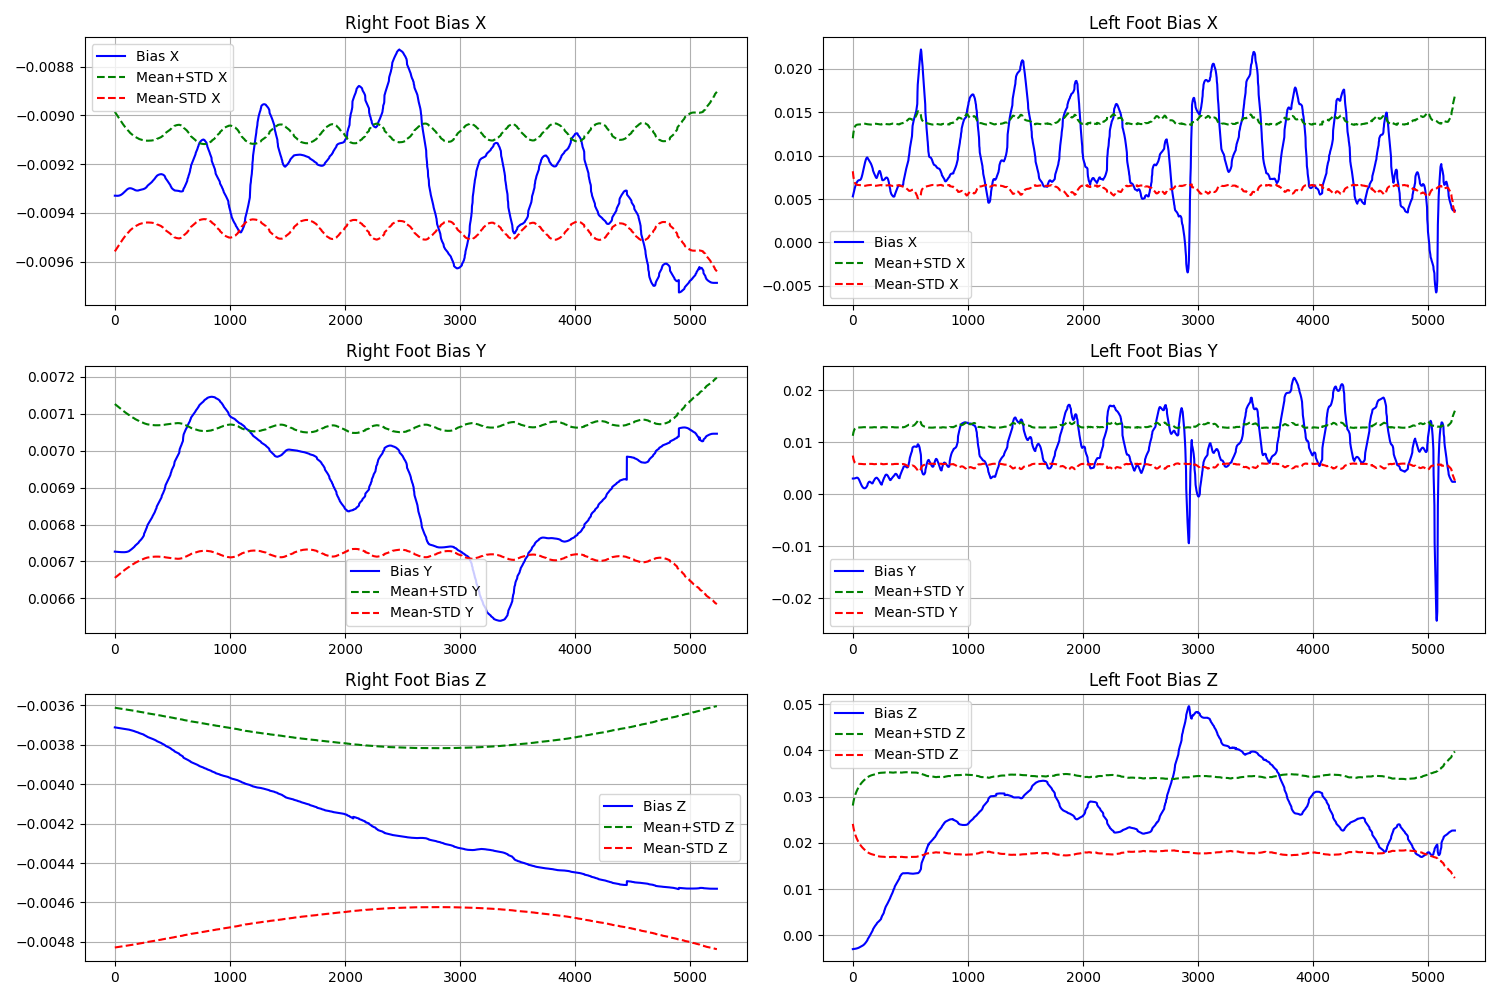 Right Foot Bias X
Bias X
Mean+STD X
Mean-STD X
−0.0088
−0.0090
−0.0092
−0.0094
−0.0096
0 1000 2000 3000 4000 5000
Left Foot Bias X
0.020
0.015
0.010
0.005
0.000
−0.005
Bias X
Mean+STD X
Mean-STD X
0 1000 2000 3000 4000 5000
Right Foot Bias Y
0.0072
0.0071
0.0070
0.0069
0.0068
0.0067
0.0066
Bias Y
Mean+STD Y
Mean-STD Y
0 1000 2000 3000 4000 5000
Left Foot Bias Y
0.02
0.01
0.00
−0.01
−0.02
Bias Y
Mean+STD Y
Mean-STD Y
0 1000 2000 3000 4000 5000
Right Foot Bias Z
−0.0036
−0.0038
−0.0040
−0.0042
−0.0044
−0.0046
−0.0048
Bias Z
Mean+STD Z
Mean-STD Z
0 1000 2000 3000 4000 5000
Left Foot Bias Z
Bias Z
Mean+STD Z
Mean-STD Z
0.05
0.04
0.03
0.02
0.01
0.00
0 1000 2000 3000 4000 5000